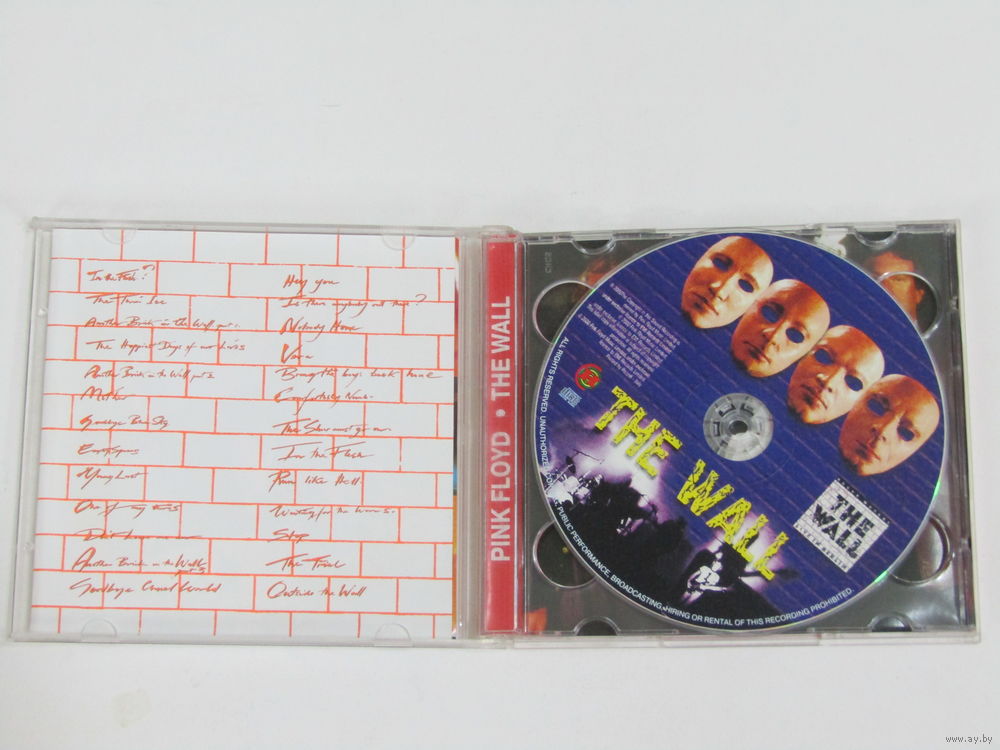 In the Flesh?
The Thin Ice
Another Brick in the Wall part 1.
The Happiest Days of our Lives
Another Brick in the Wall part 2
Mother
Goodbye Blue Sky
Empty Spaces
Young Lust
One of my turns
Don't leave me now
Another Brick in the Wall part 3
Goodbye Cruel World
Hey you
Is there anybody out there?
Nobody Home
Vera
Bring the boys back home
Comfortably Numb.
The Show must go on.
In the Flesh
Run like Hell
Waiting for the worms.
Stop
The Trial
Outside the Wall
PINK FLOYD • THE WALL
THE WALL
THE
WALL
ALL RIGHTS RESERVED. UNAUTHORIZED PUBLIC PERFORMANCE, BROADCASTING, HIRING OR RENTAL OF THIS RECORDING PROHIBITED.
www.ay.by